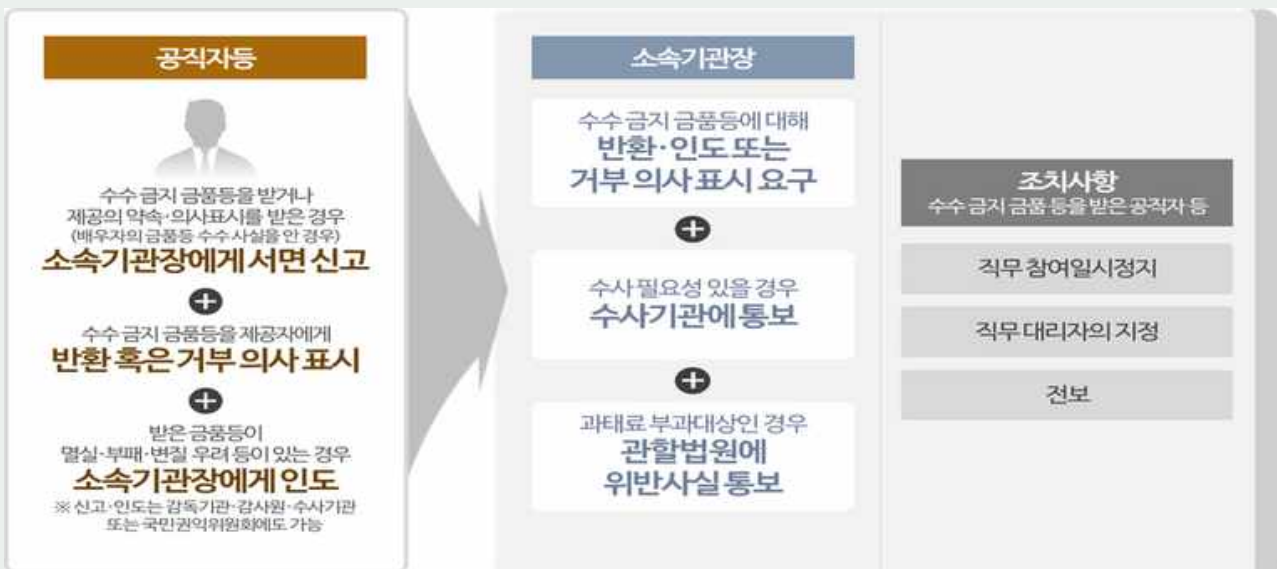 공직자등
수수 금지 금품등을 받거나
제공의 약속·의사표시를 받은 경우
(배우자의 금품등 수수 사실을 안 경우)
소속기관장에게 서면 신고
+
수수 금지 금품등을 제공자에게
반환 혹은 거부 의사 표시
+
받은 금품등이
멸실·부패·변질 우려 등이 있는 경우
소속기관장에게 인도
※ 신고·인도는 감독기관·감사원·수사기관
또는 국민권익위원회에도 가능
소속기관장
수수 금지 금품등에 대해
반환·인도 또는
거부 의사 표시 요구
+
수사 필요성 있을 경우
수사기관에 통보
+
과태료 부과대상인 경우
관할법원에
위반사실 통보
조치사항
수수 금지 금품 등을 받은 공직자 등
직무 참여일시정지
직무 대리자의 지정
전보